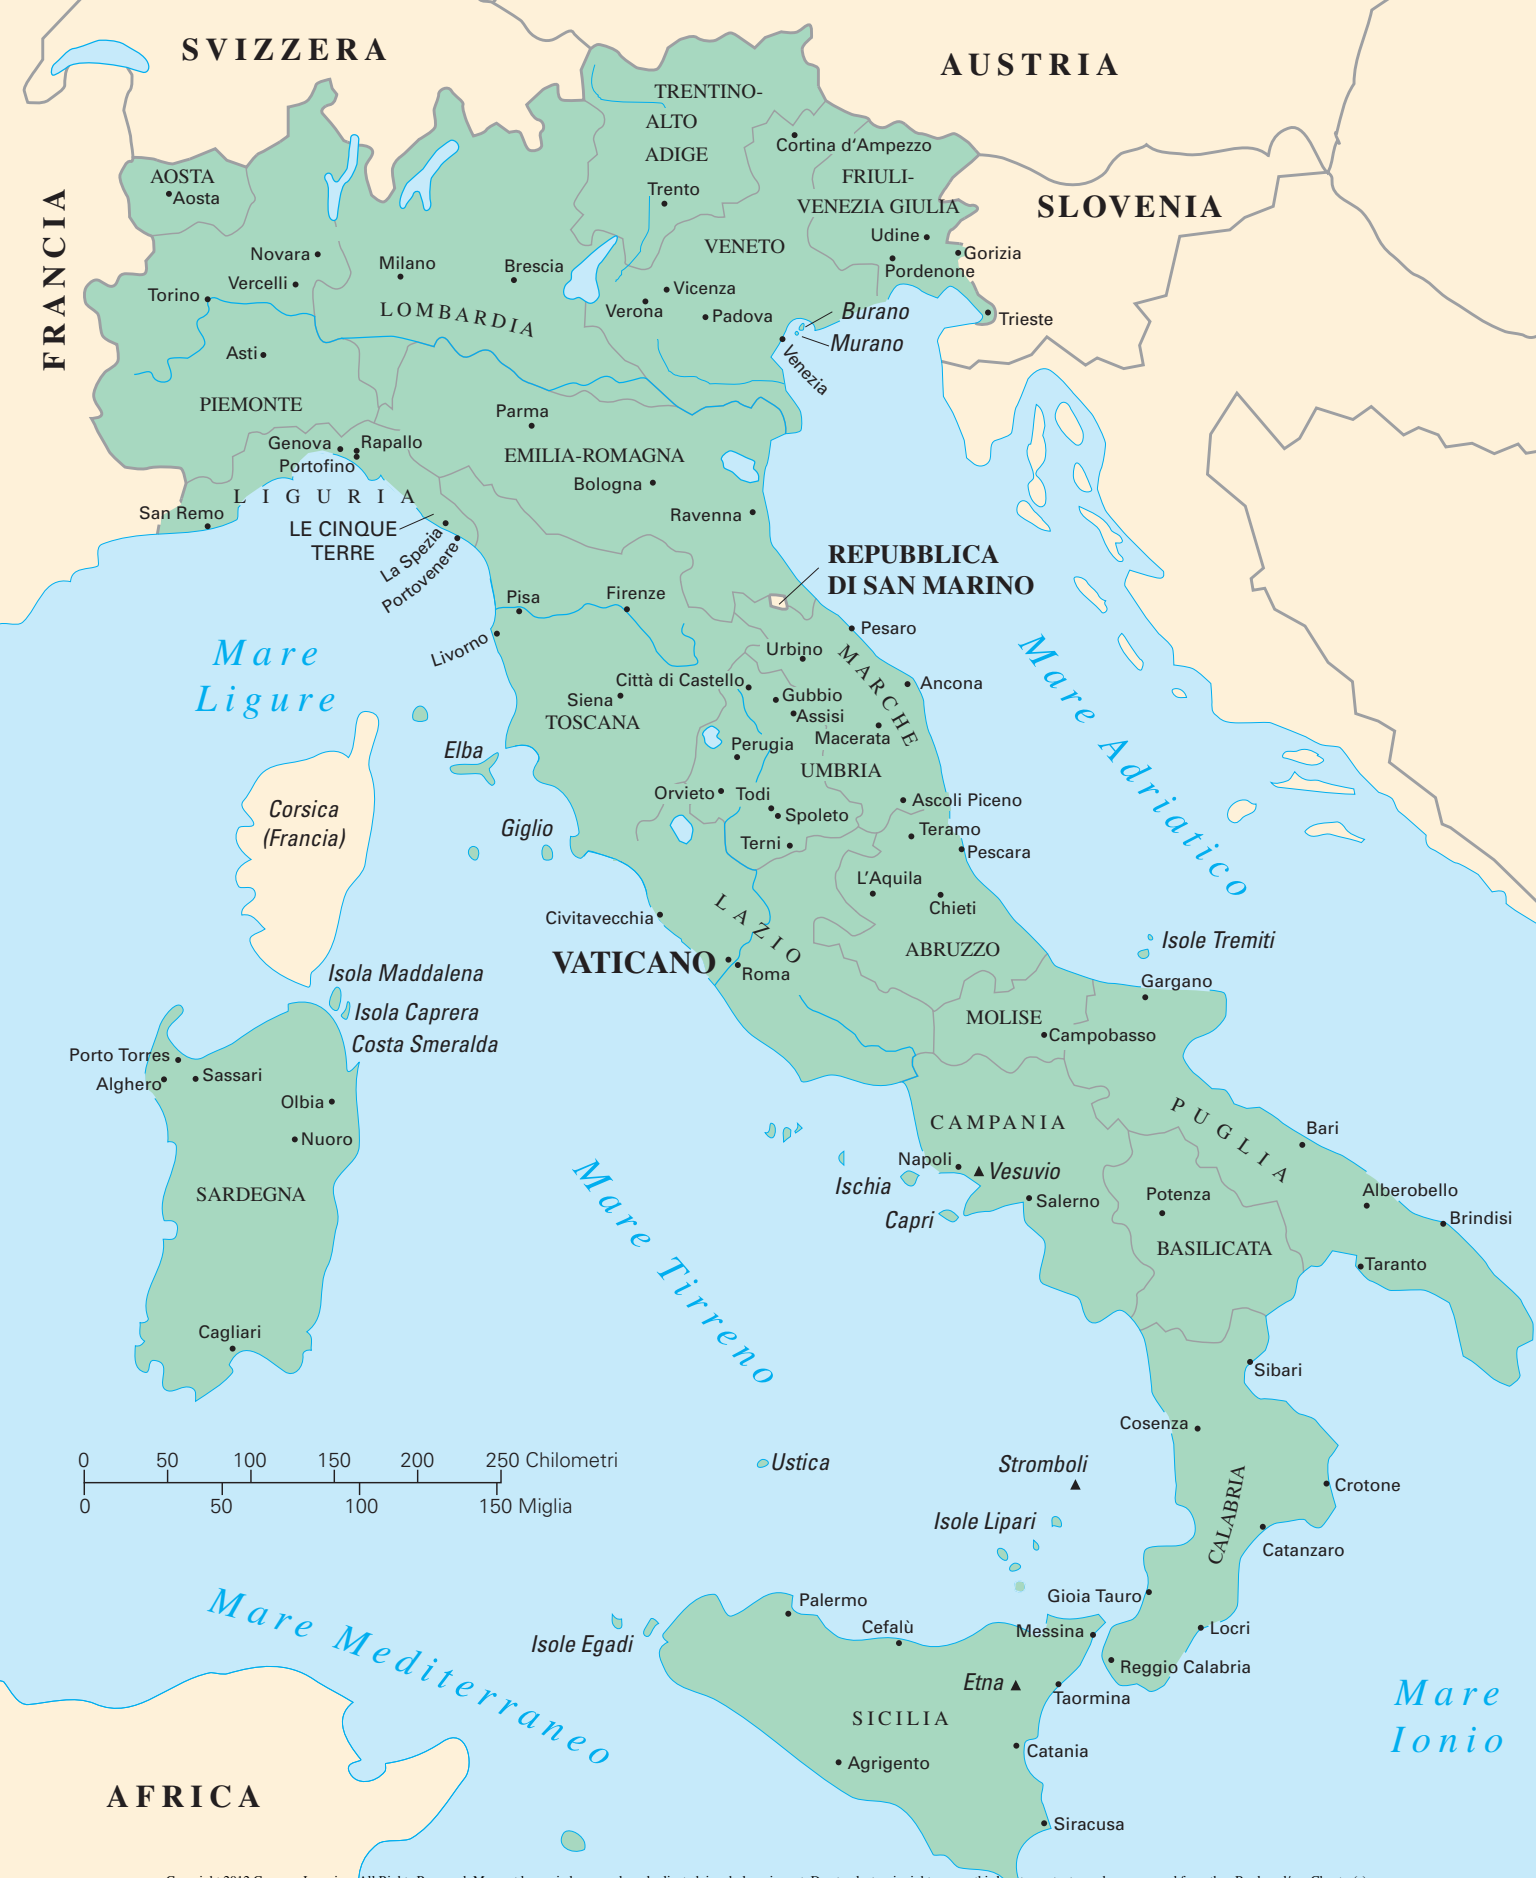 SVIZZERA
AUSTRIA
FRANCIA
SLOVENIA
TRENTINO-
ALTO
ADIGE
Trento
Cortina d'Ampezzo
FRIULI-
VENEZIA GIULIA
Udine
Gorizia
Pordenone
Trieste
AOSTA
Aosta
Novara
Vercelli
Torino
Asti
PIEMONTE
Milano
Brescia
LOMBARDIA
VENETO
Vicenza
Verona
Padova
Burano
Murano
Venezia
Parma
EMILIA-ROMAGNA
Bologna
Ravenna
Genova
Rapallo
Portofino
LIGURIA
San Remo
LE CINQUE
TERRE
La Spezia
Portovenere
REPUBBLICA
DI SAN MARINO
Pisa
Firenze
Livorno
Pesaro
Urbino
MARCHE
Ancona
Mare
Ligure
Mare Adriatico
Città di Castello
Siena
TOSCANA
Gubbio
Assisi
Macerata
Perugia
UMBRIA
Elba
Orvieto
Todi
Spoleto
Ascoli Piceno
Terni
Teramo
Pescara
Corsica
(Francia)
Giglio
L'Aquila
Chieti
ABRUZZO
LAZIO
Civitavecchia
VATICANO
Roma
Isole Tremiti
Gargano
MOLISE
Campobasso
Isola Maddalena
Isola Caprera
Costa Smeralda
Porto Torres
Alghero
Sassari
Olbia
Nuoro
SARDEGNA
Cagliari
CAMPANIA
PUGLIA
Bari
Napoli
Vesuvio
Ischia
Capri
Salerno
Potenza
BASILICATA
Alberobello
Brindisi
Taranto
Mare Tirreno
Sibari
Cosenza
Crotone
CALABRIA
Catanzaro
0 50 100 150 200 250 Chilometri
0 50 100 150 Miglia
Ustica
Stromboli
Isole Lipari
Gioia Tauro
Locri
Reggio Calabria
Palermo
Cefalù
Messina
Isole Egadi
Etna
Taormina
SICILIA
Agrigento
Catania
Siracusa
Mare Mediterraneo
Mare
Ionio
AFRICA